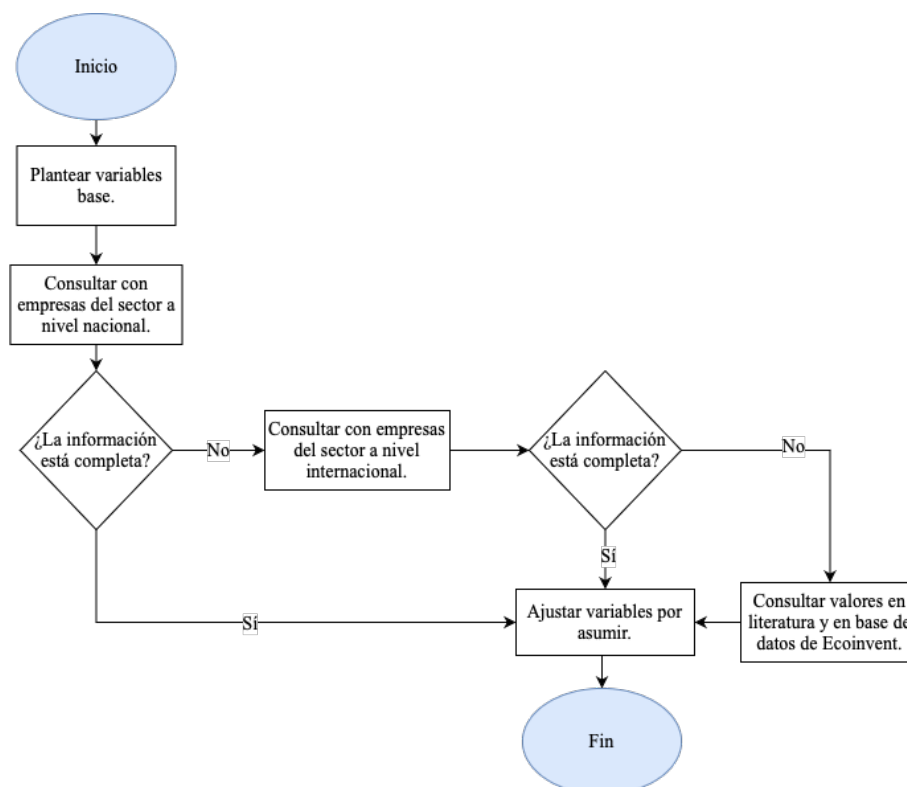 Inicio
Plantear variables
base.
Consultar con
empresas del sector a
nivel nacional.
¿La información
está completa?
No
Consultar con empresas
del sector a nivel
internacional.
¿La información
está completa?
No
Sí
Sí
Ajustar variables por
asumir.
Consultar valores en
literatura y en base de
datos de Ecoinvent.
Fin